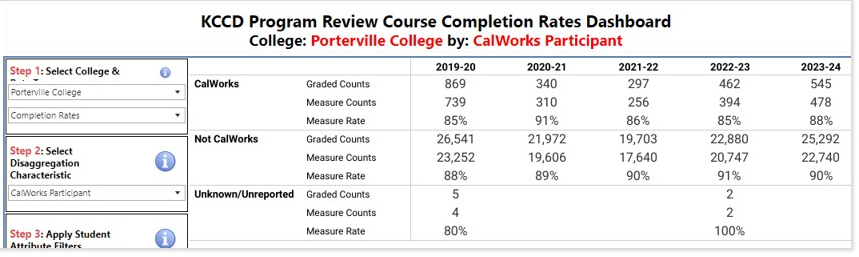 KCCD Program Review Course Completion Rates Dashboard
College: Porterville College by: CalWorks Participant
Step 1: Select College &
Porterville College
Completion Rates
Step 2: Select
Disaggregation
Characteristic
CalWorks Participant
Step 3: Apply Student
Attribute Filters
2019-20 2020-21 2021-22 2022-23 2023-24
CalWorks Graded Counts 869 340 297 462 545
Measure Counts 739 310 256 394 478
Measure Rate 85% 91% 86% 85% 88%
Not CalWorks Graded Counts 26,541 21,972 19,703 22,880 25,292
Measure Counts 23,252 19,606 17,640 20,747 22,740
Measure Rate 88% 89% 90% 91% 90%
Unknown/Unreported Graded Counts 5 2
Measure Counts 4 2
Measure Rate 80% 100%